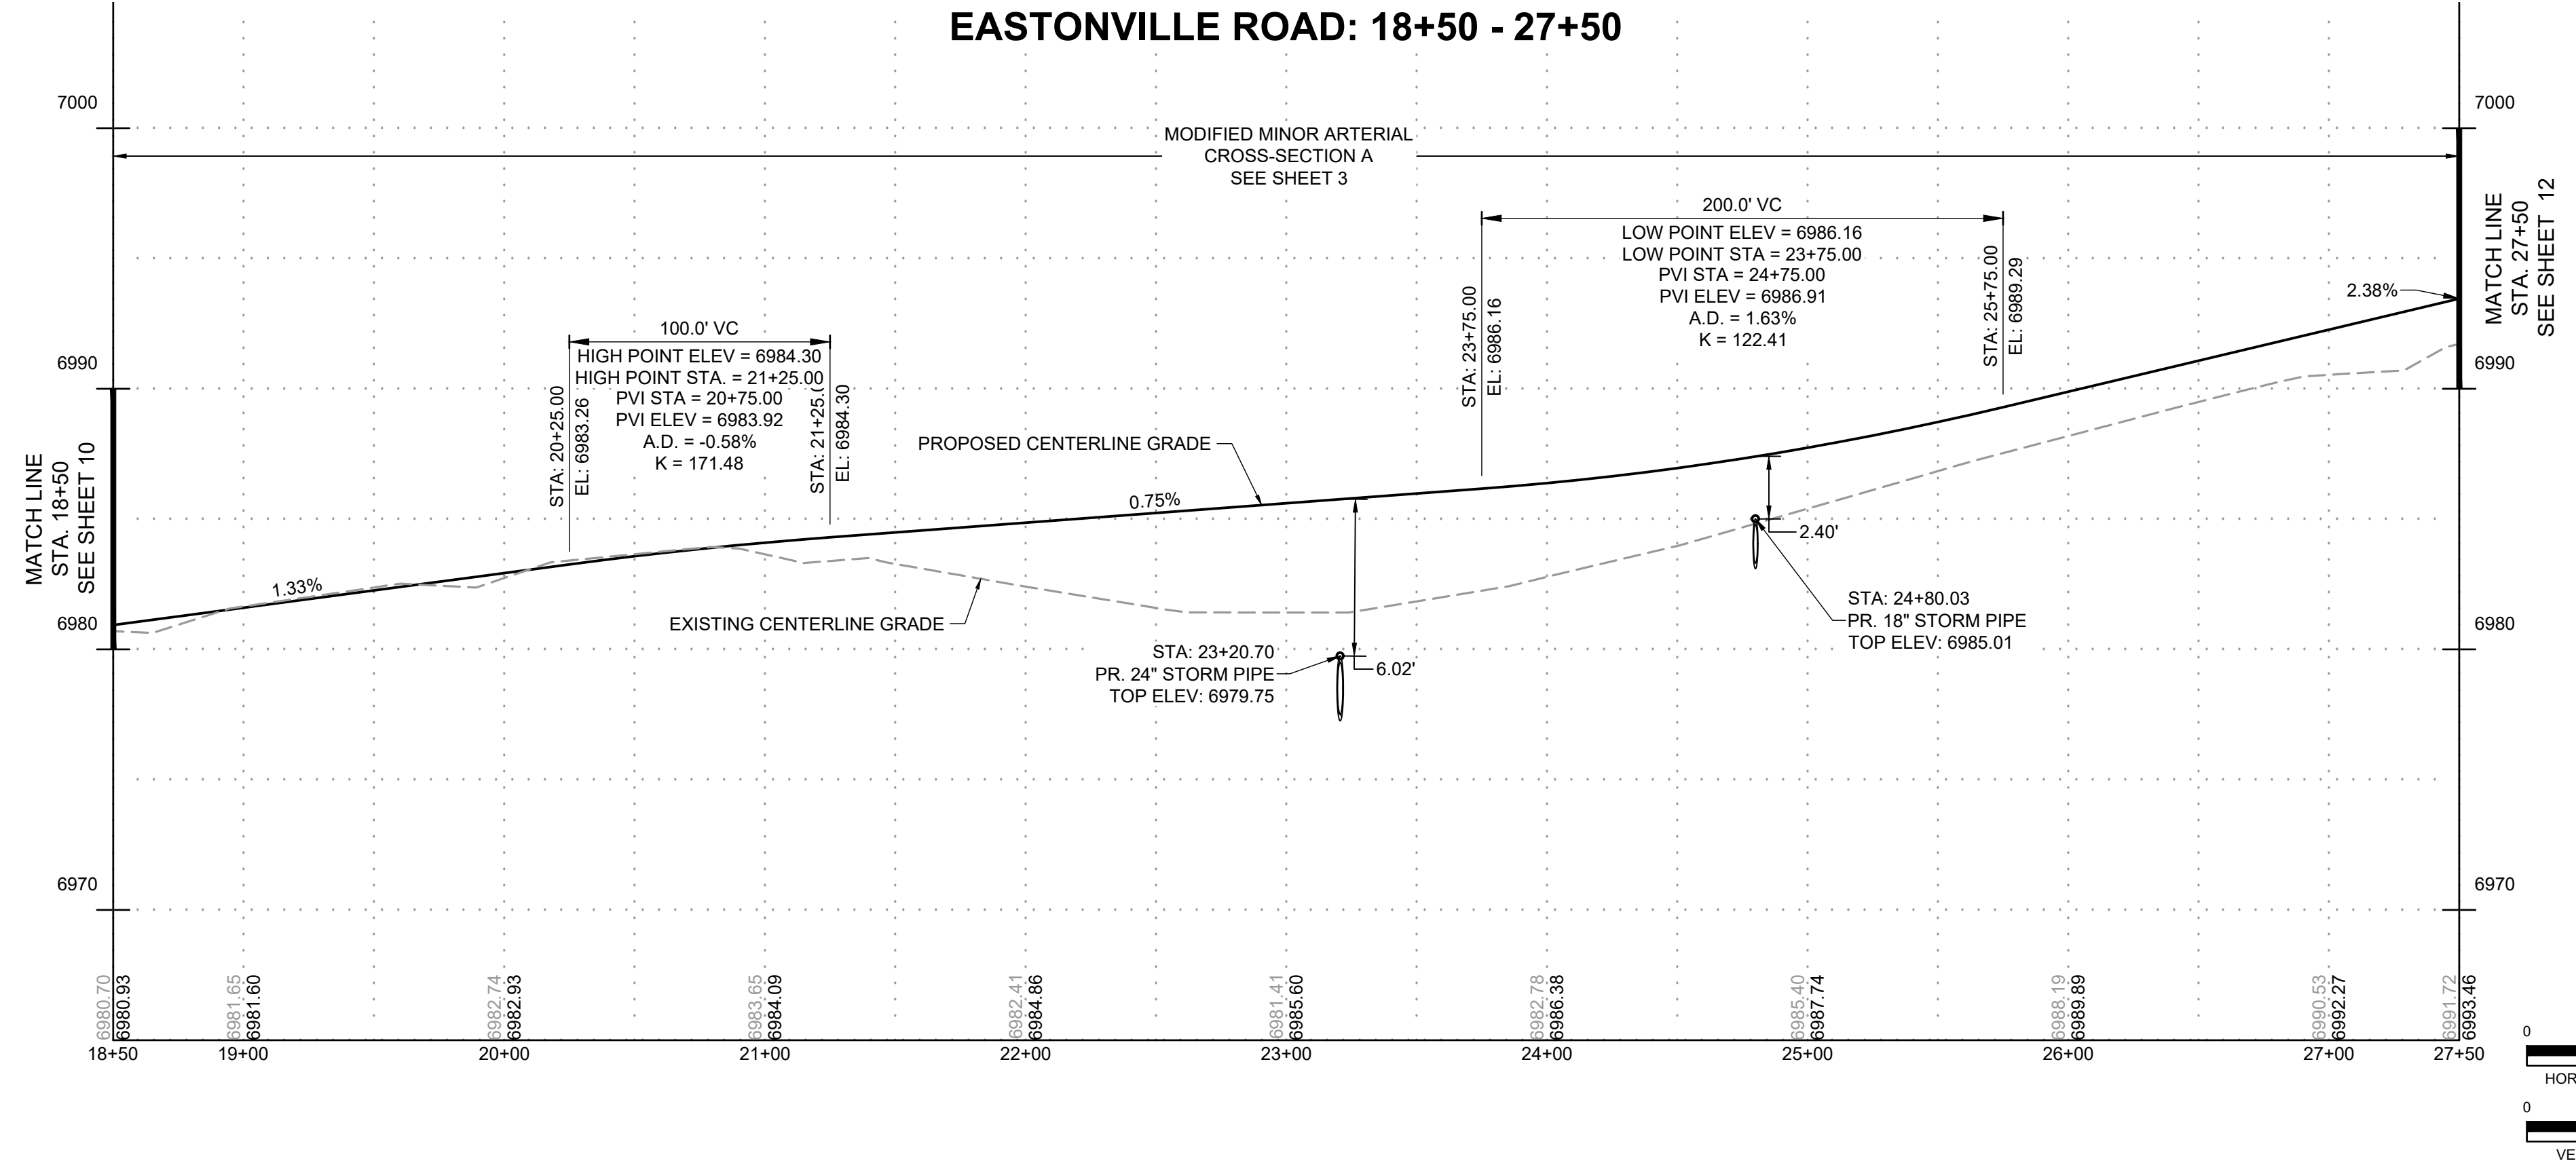 EASTONVILLE ROAD: 18+50 - 27+50
7000
7000
MODIFIED MINOR ARTERIAL
CROSS-SECTION A
SEE SHEET 3
200.0' VC
LOW POINT ELEV = 6986.16
LOW POINT STA = 23+75.00
PVI STA = 24+75.00
PVI ELEV = 6986.91
A.D. = 1.63%
K = 122.41
STA: 23+75.00
EL: 6986.16
STA: 25+75.00
EL: 6989.29
2.38%
MATCH LINE
STA. 27+50
SEE SHEET 12
100.0' VC
HIGH POINT ELEV = 6984.30
HIGH POINT STA. = 21+25.00
PVI STA = 20+75.00
PVI ELEV = 6983.92
A.D. = -0.58%
K = 171.48
STA: 20+25.00
EL: 6983.26
STA: 21+25.0
EL: 6984.30
6990
6990
MATCH LINE
STA. 18+50
SEE SHEET 10
PROPOSED CENTERLINE GRADE
0.75%
1.33%
2.40'
EXISTING CENTERLINE GRADE
STA: 24+80.03
PR. 18" STORM PIPE
TOP ELEV: 6985.01
6980
6980
STA: 23+20.70
PR. 24" STORM PIPE
TOP ELEV: 6979.75
6.02'
6970
6970
6980.70
6980.93
6981.65
6981.60
6982.74
6982.93
6983.65
6984.09
6982.41
6984.86
6981.41
6985.60
6982.78
6986.38
6985.40
6987.74
6988.19
6989.89
6990.53
6992.27
6991.72
6993.46
18+50
19+00
20+00
21+00
22+00
23+00
24+00
25+00
26+00
27+00
27+50
0
HOR
0
VE